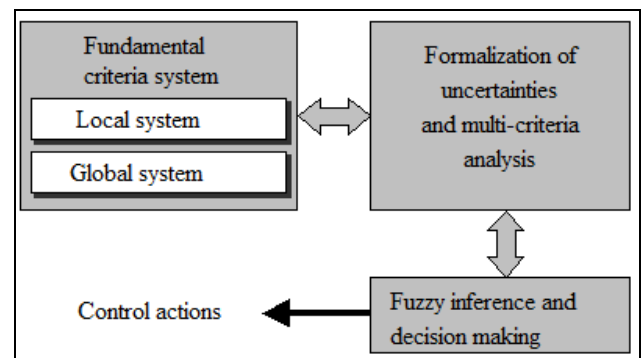 Fundamental
criteria system
Local system
Global system
Formalization of
uncertainties
and multi-criteria
analysis
Fuzzy inference and
decision making
Control actions